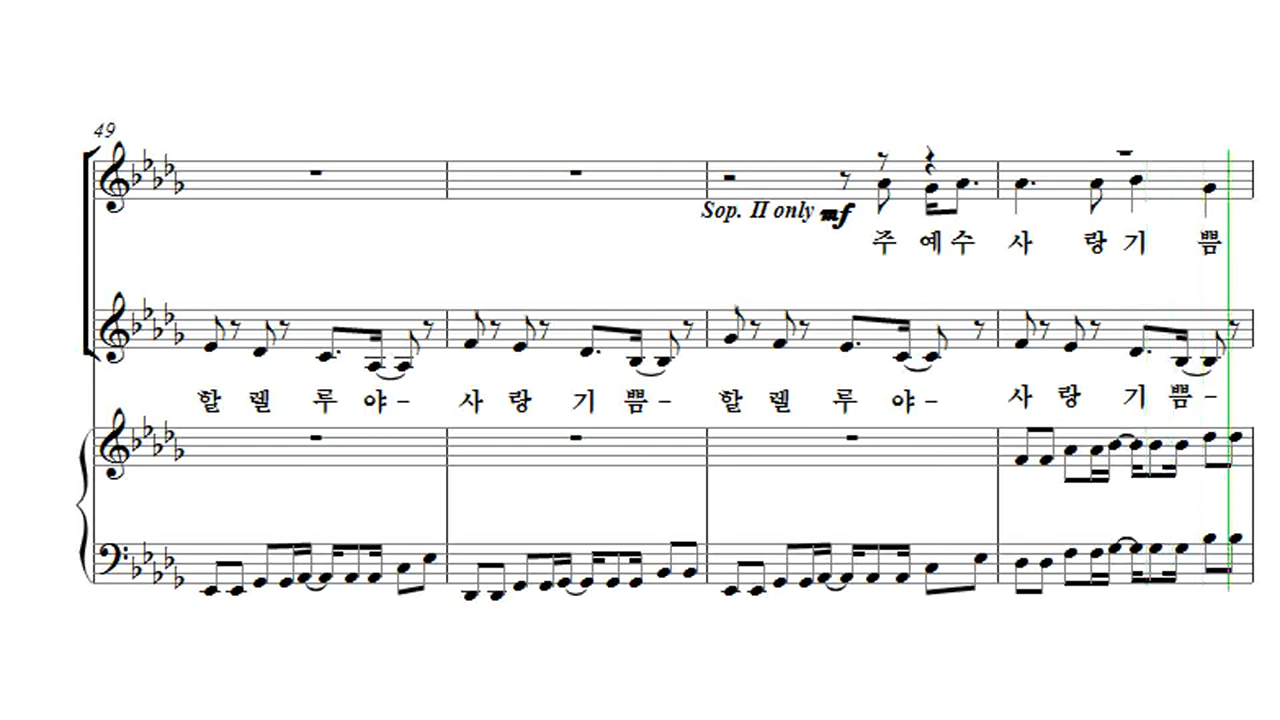 49
Sop. II only mf
주 예 수 사 랑 기 쁨
할 렐 루 야 - 사 랑 기 쁨 - 할 렐 루 야 - 사 랑 기 쁨 -